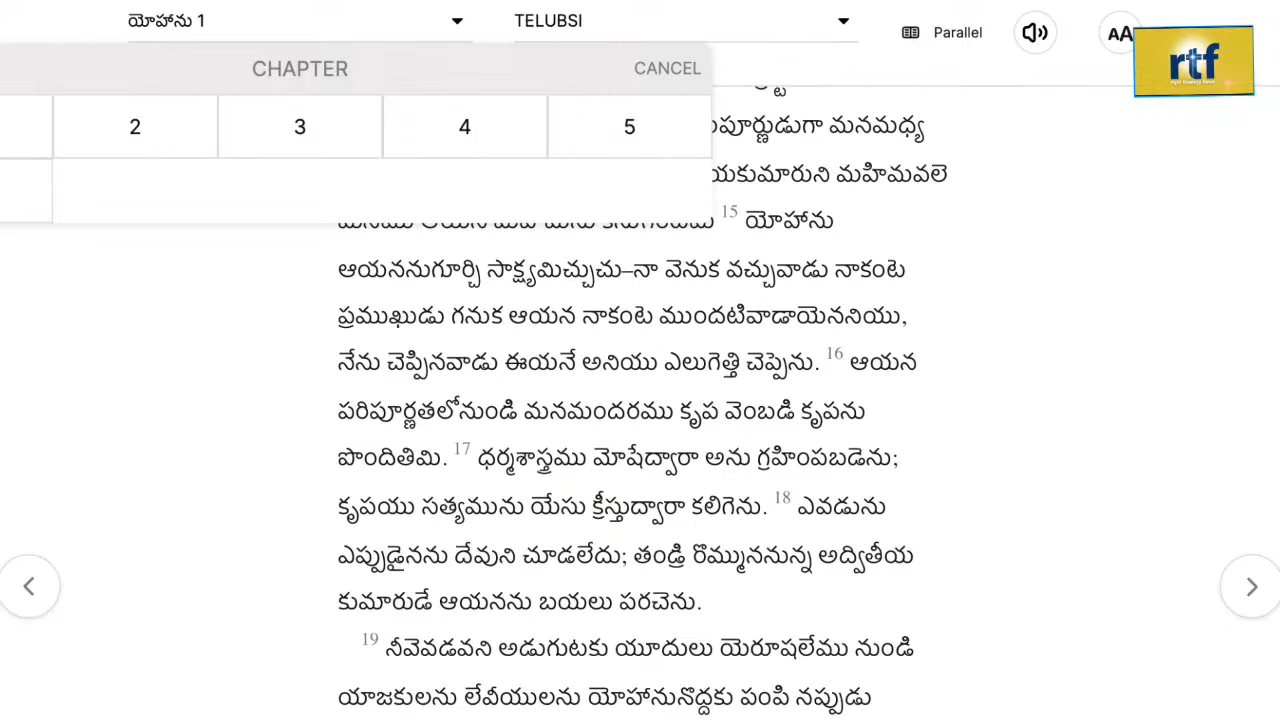 యోహాను 1
TELUBSI
Parallel
AA
rtf
CHAPTER
CANCEL
2
3
4
5
మనమధ్య
మహిమవలె
15 యోహాను
ఆయననుగూర్చి సాక్ష్యమిచ్చుచు–నా వెనుక వచ్చువాడు నాకంటె
ప్రముఖుడు గనుక ఆయన నాకంటె ముందటివాడాయెననియు,
నేను చెప్పినవాడు ఈయనే అనియు ఎలుగెత్తి చెప్పెను. 16 ఆయన
పరిపూర్ణతలోనుండి మనమందరము కృప వెంబడి కృపను
పొందితిమి. 17 ధర్మశాస్త్రము మోషేద్వారా అను గ్రహింపబడెను;
కృపయు సత్యమును యేసు క్రీస్తుద్వారా కలిగెను. 18 ఎవడును
ఎప్పుడైనను దేవుని చూడలేదు; తండ్రి రొమ్ముననున్న అద్వితీయ
కుమారుడే ఆయనను బయలు పరచెను.
19 నీవెవడవని అడుగుటకు యూదులు యెరూషలేము నుండి
యాజకులను లేవీయులను యోహానునొద్దకు పంపి నప్పుడు